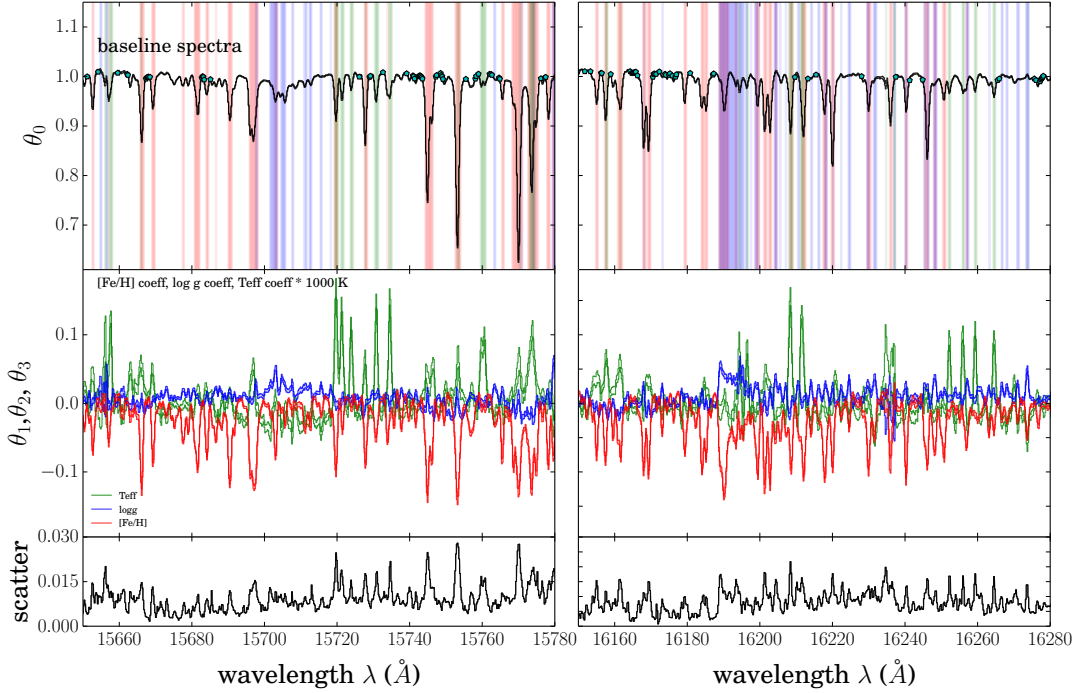 baseline spectra
θ₀
1.1
1.0
0.9
0.8
0.7
[Fe/H] coeff, log g coeff, Teff coeff * 1000 K
θ₁,θ₂,θ₃
0.1
0.0
−0.1
Teff
logg
[Fe/H]
scatter
0.030
0.015
0.000
15660 15680 15700 15720 15740 15760 15780
16160 16180 16200 16220 16240 16260 16280
wavelength λ (Å)
wavelength λ (Å)